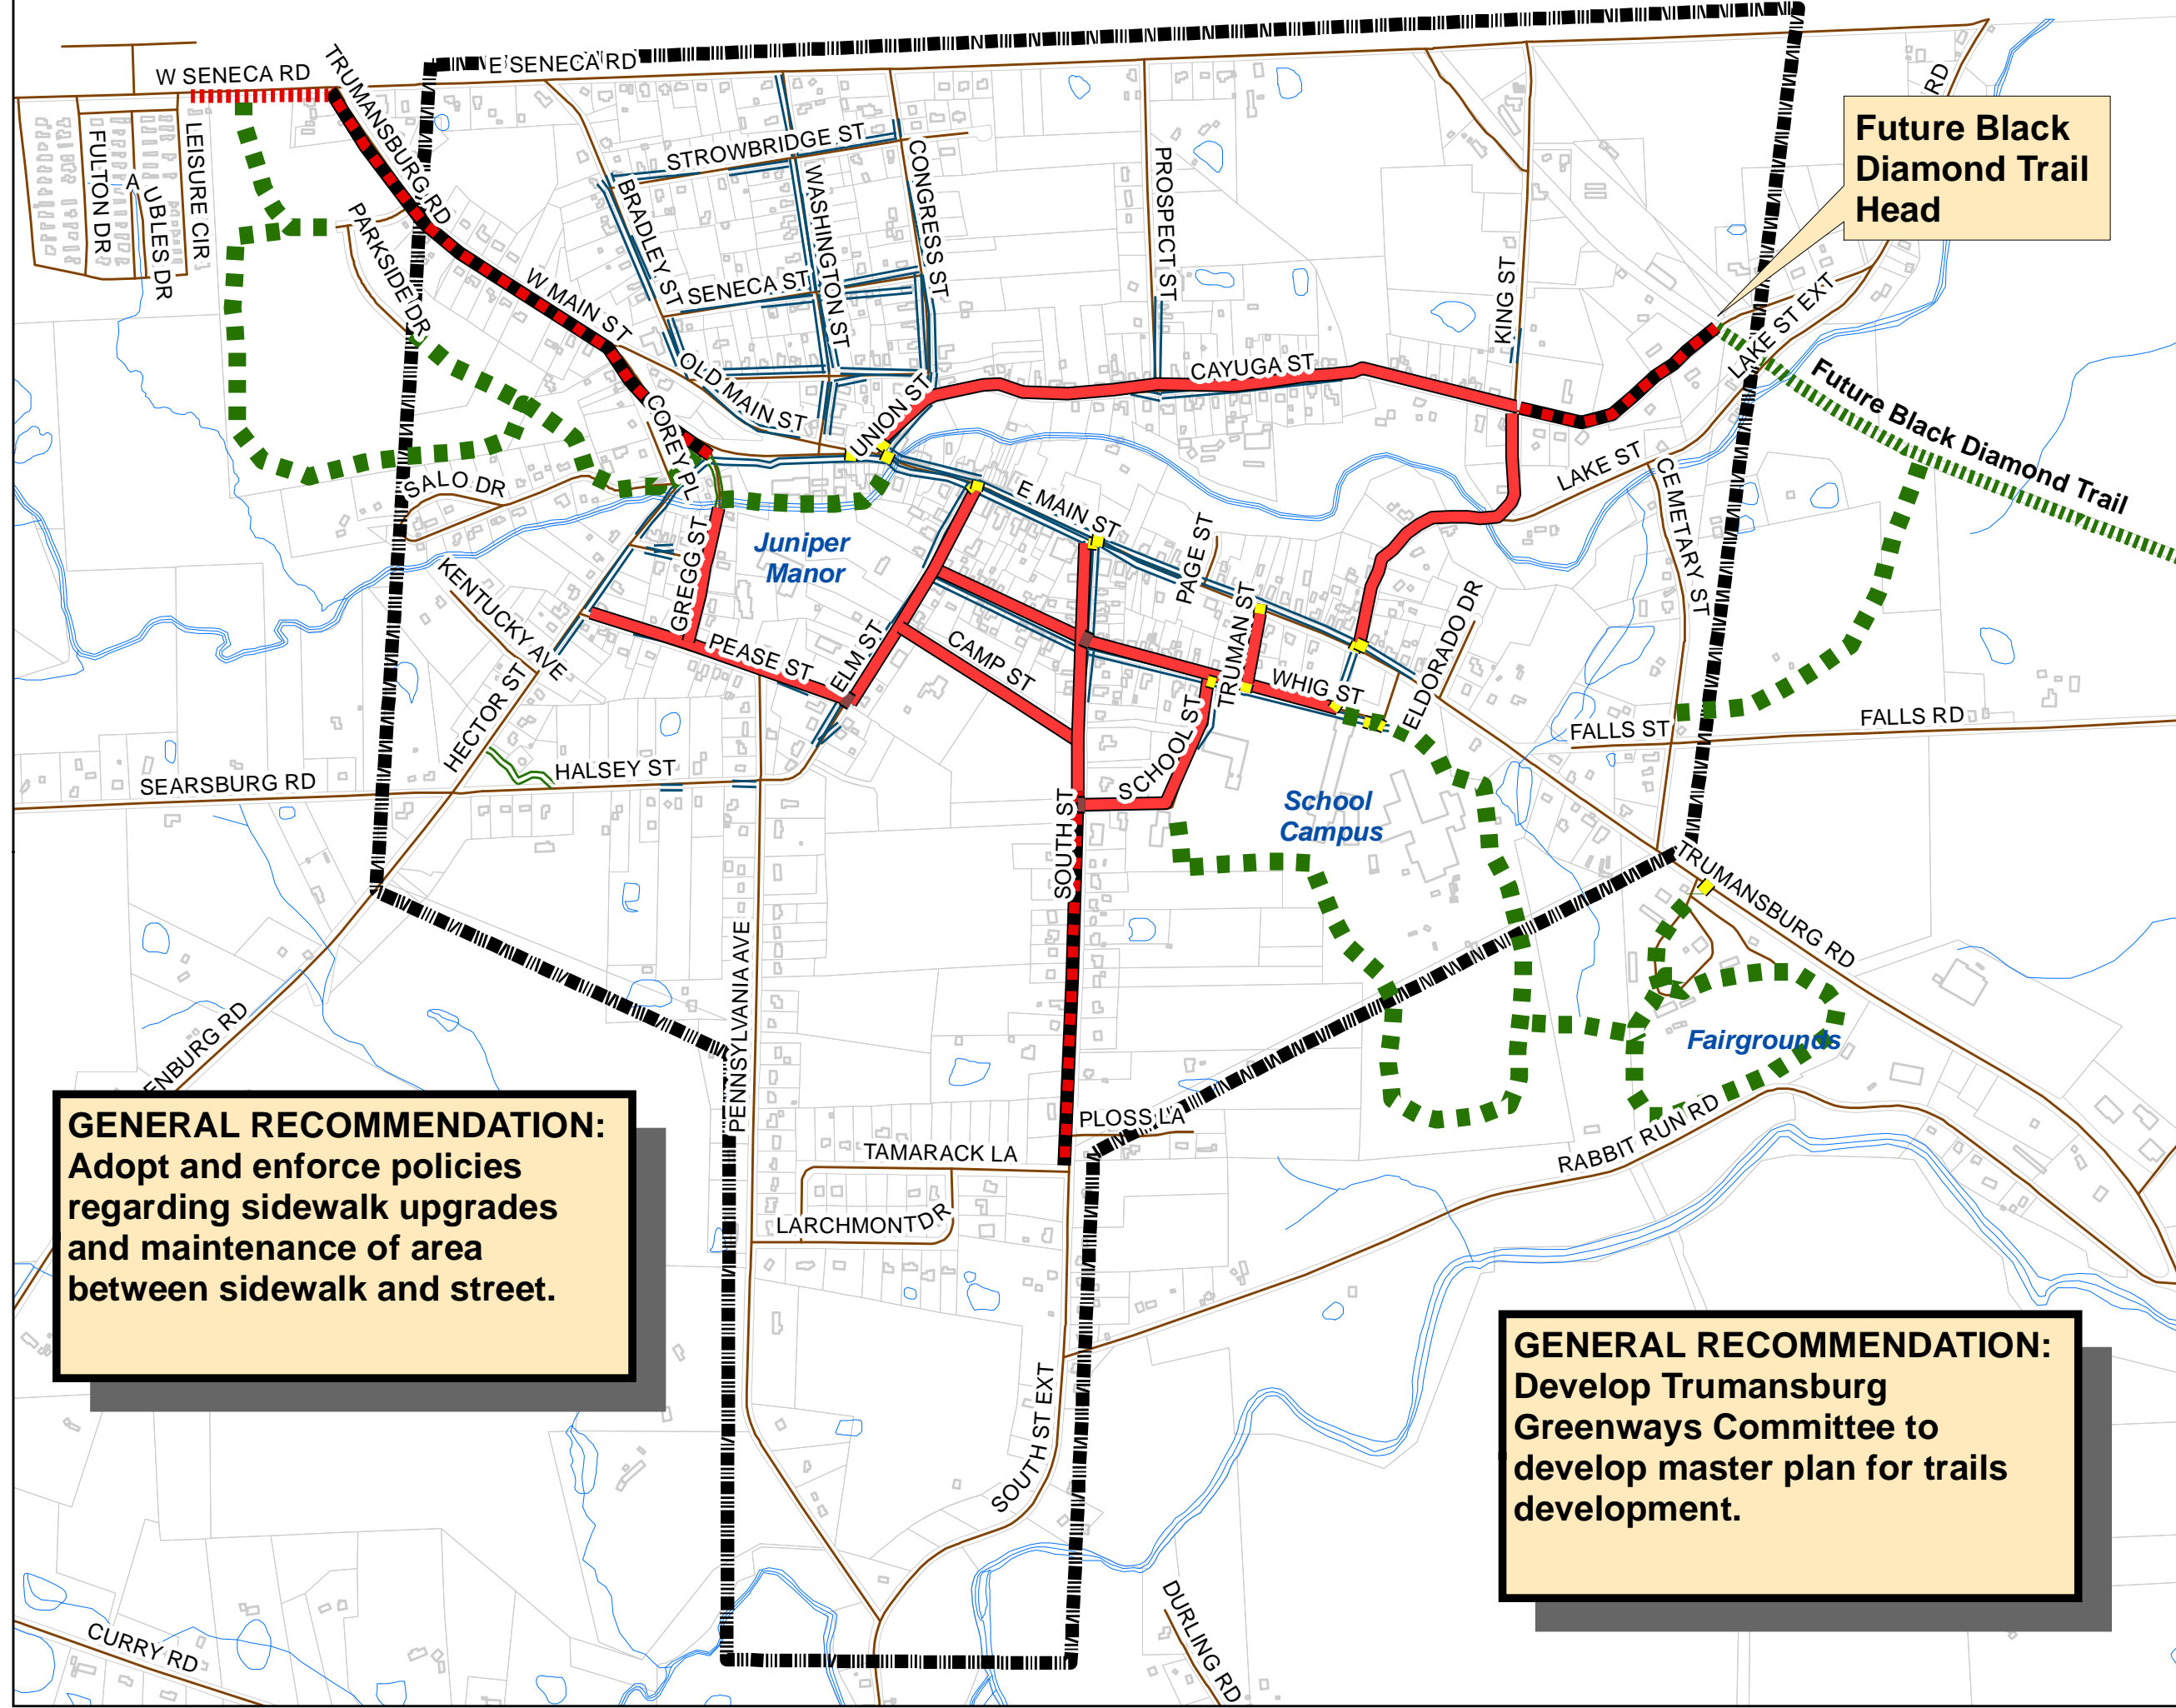 W SENECA RD
E SENECA RD
TRUMANSBURG RD
RD
Future Black
Diamond Trail
Head
FULTON DR
A
UBLES DR
LEISURE CIR
PARKSIDE DR
STROWBRIDGE ST
BRADLEY ST
WASHINGTON ST
CONGRESS ST
PROSPECT ST
KING ST
SENECA ST
W MAIN ST
OLD MAIN ST
UNION ST
CAYUGA ST
LAKE ST EXT
Future Black Diamond Trail
COREY PL
SALO DR
E MAIN ST
LAKE ST
CEMETARY ST
Juniper
Manor
GREGG ST
PAGE ST
KENTUCKY AVE
PEASE ST
ELM ST
CAMP ST
TRUMAN ST
WHIG ST
ELDORADO DR
HECTOR ST
SCHOOL ST
FALLS ST
FALLS RD
SEARSBURG RD
HALSEY ST
School
Campus
SOUTH ST
TRUMANSBURG RD
PENNSYLVANIA AVE
Fairgrounds
ENBURG RD
PLOSS LA
TAMARACK LA
RABBIT RUN RD
LARCHMONT DR
GENERAL RECOMMENDATION:
Adopt and enforce policies
regarding sidewalk upgrades
and maintenance of area
between sidewalk and street.
GENERAL RECOMMENDATION:
Develop Trumansburg
Greenways Committee to
develop master plan for trails
development.
SOUTH ST EXT
DURLING RD
CURRY RD